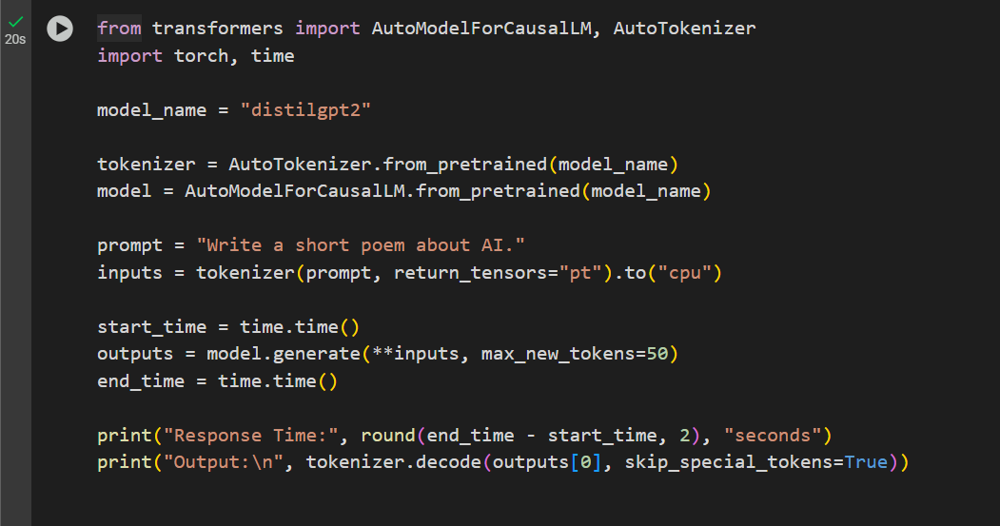 20s
from transformers import AutoModelForCausalLM, AutoTokenizer
import torch, time
model_name = "distilgpt2"
tokenizer = AutoTokenizer.from_pretrained(model_name)
model = AutoModelForCausalLM.from_pretrained(model_name)
prompt = "Write a short poem about AI."
inputs = tokenizer(prompt, return_tensors="pt").to("cpu")
start_time = time.time()
outputs = model.generate(**inputs, max_new_tokens=50)
end_time = time.time()
print("Response Time:", round(end_time - start_time, 2), "seconds")
print("Output:\n", tokenizer.decode(outputs[0], skip_special_tokens=True))